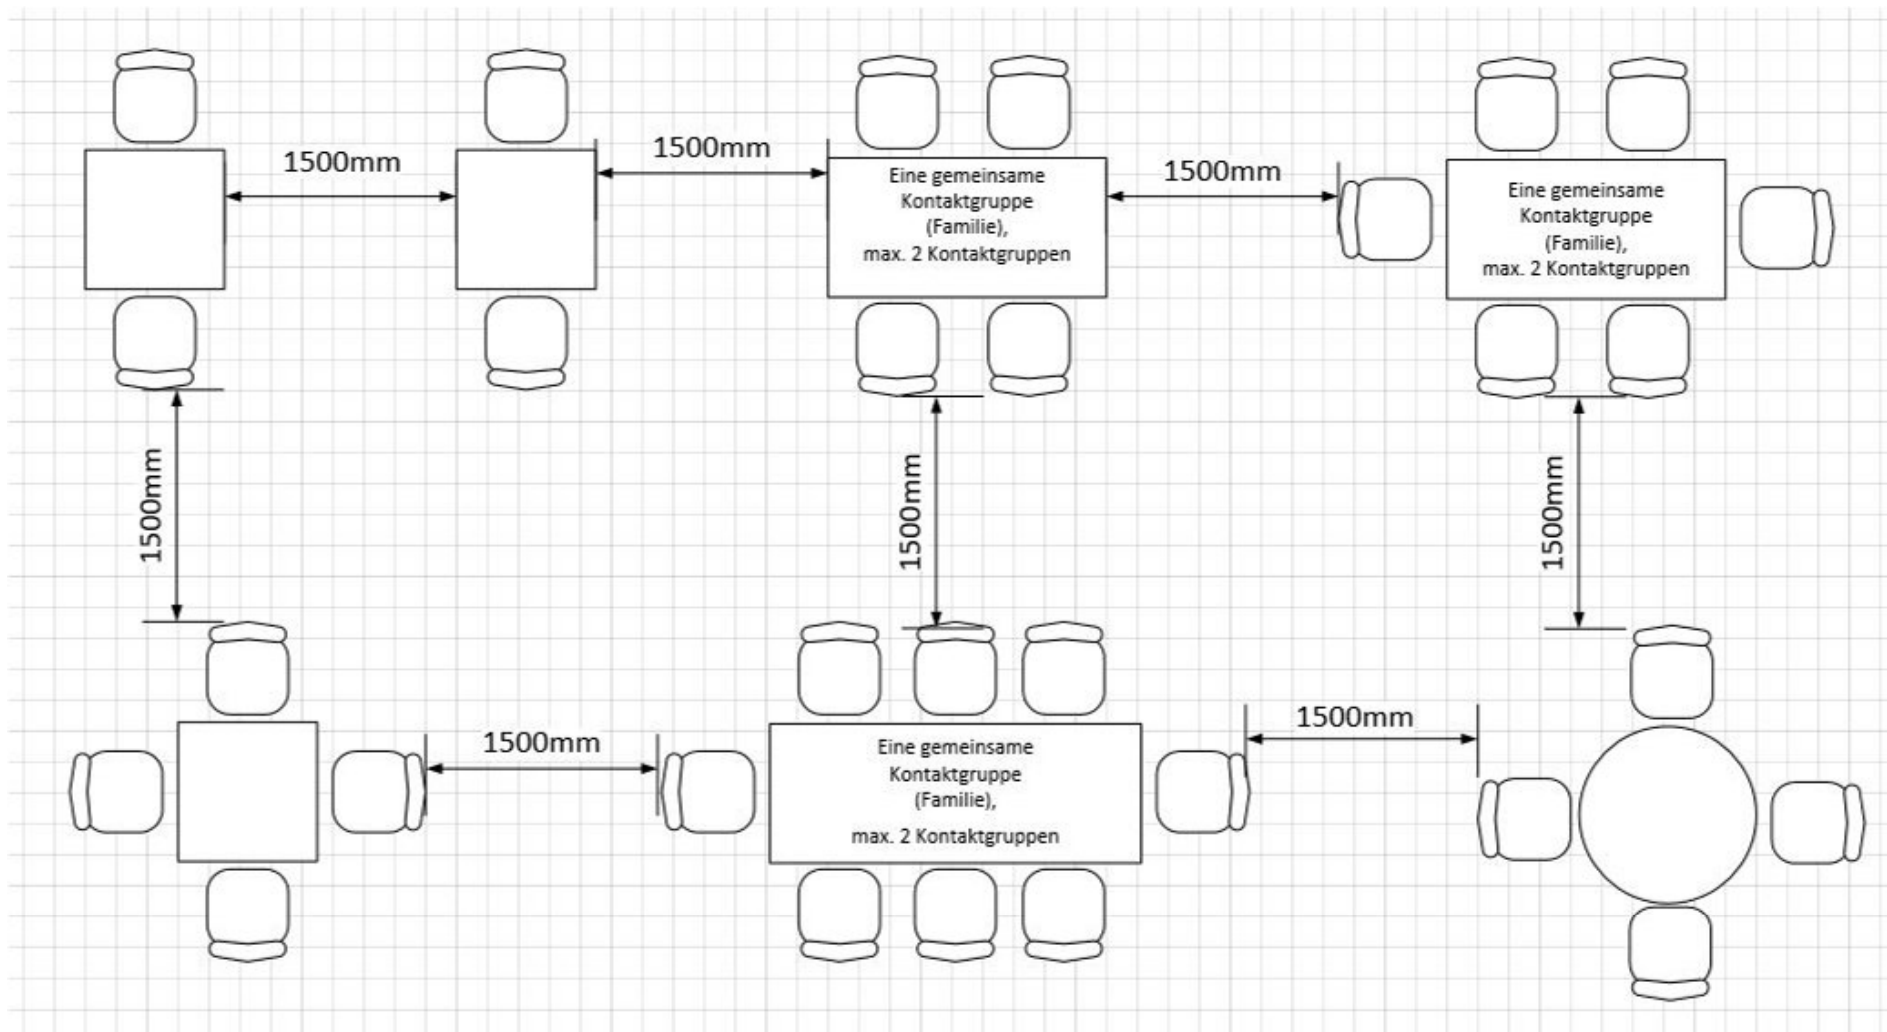 1500mm
1500mm
1500mm
Eine gemeinsame
Kontaktgruppe
(Familie),
max. 2 Kontaktgruppen
Eine gemeinsame
Kontaktgruppe
(Familie),
max. 2 Kontaktgruppen
1500mm
1500mm
1500mm
1500mm
1500mm
Eine gemeinsame
Kontaktgruppe
(Familie),
max. 2 Kontaktgruppen